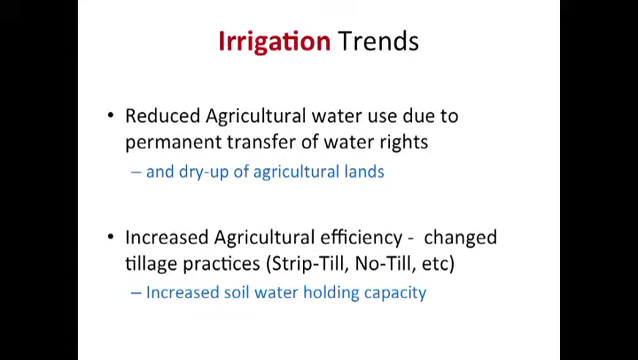 Irrigation Trends
• Reduced Agricultural water use due to
permanent transfer of water rights
– and dry-up of agricultural lands
• Increased Agricultural efficiency - changed
tillage practices (Strip-Till, No-Till, etc)
– Increased soil water holding capacity